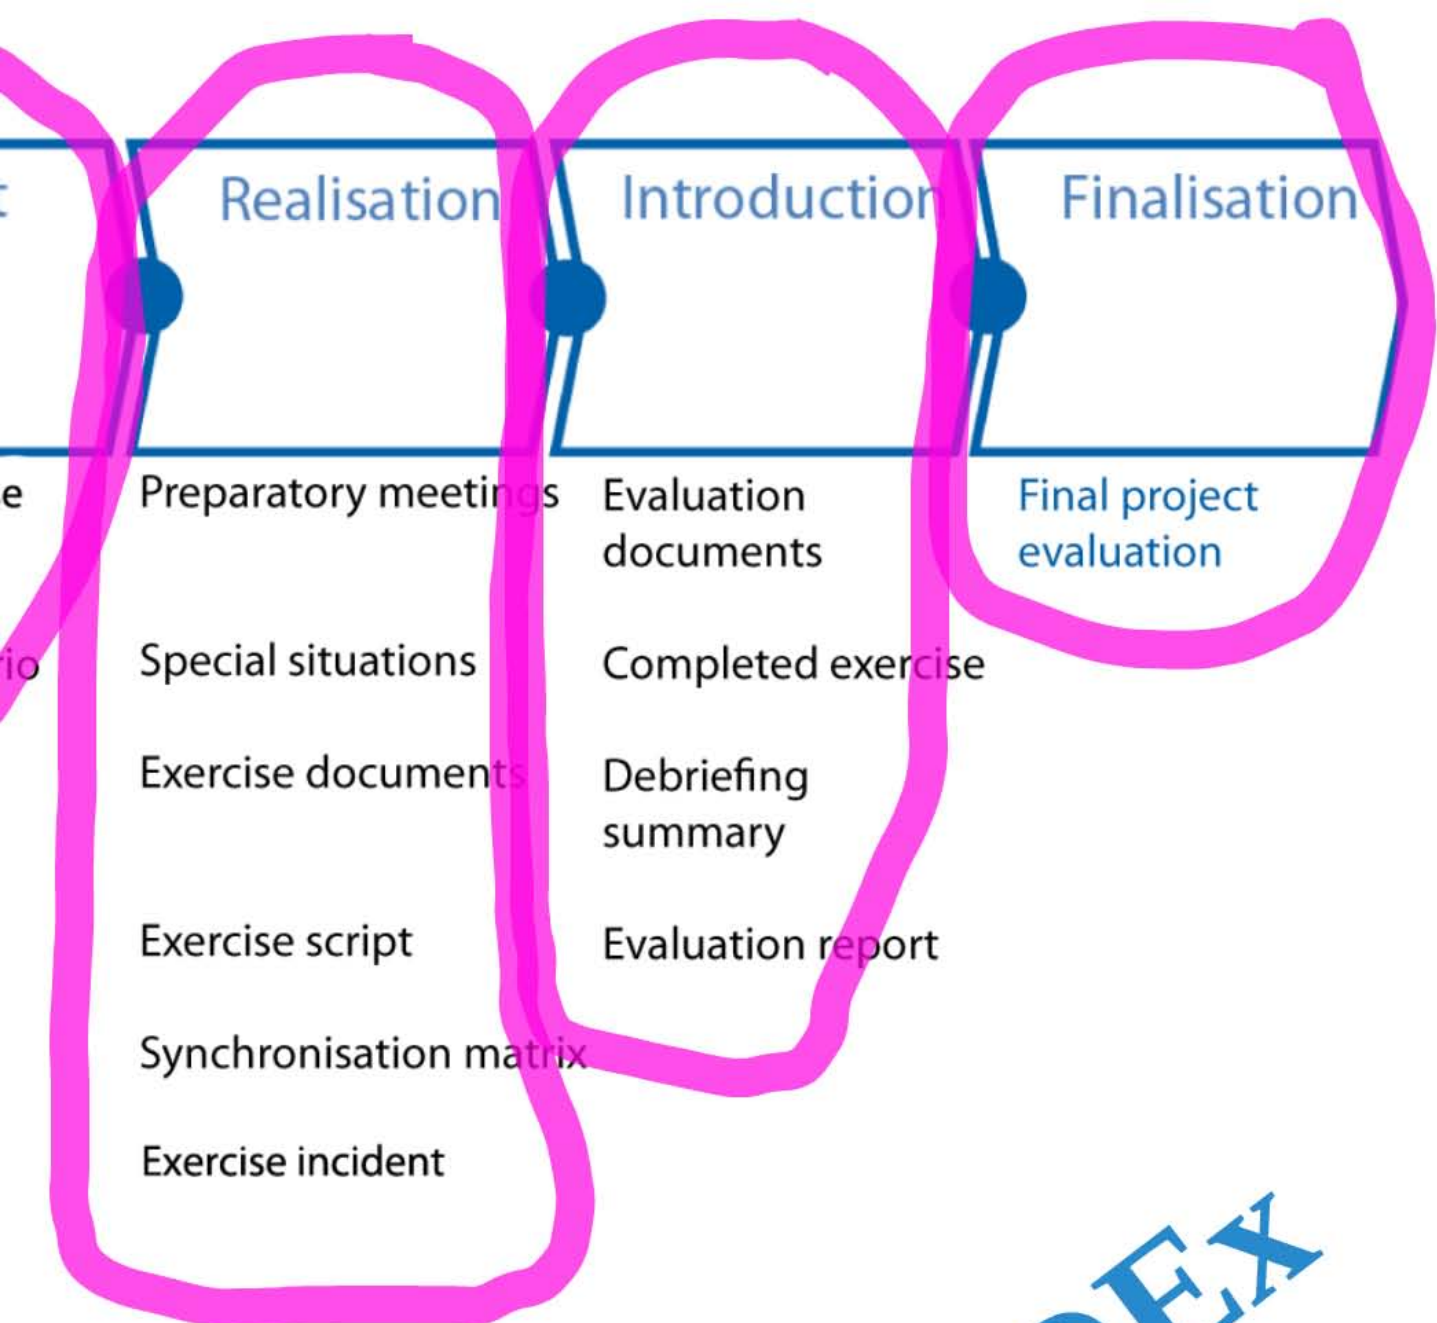 Realisation
Introduction
Finalisation
Preparatory meetings
Special situations
Exercise documents
Exercise script
Synchronisation matrix
Exercise incident
Evaluation
documents
Completed exercise
Debriefing
summary
Evaluation report
Final project
evaluation